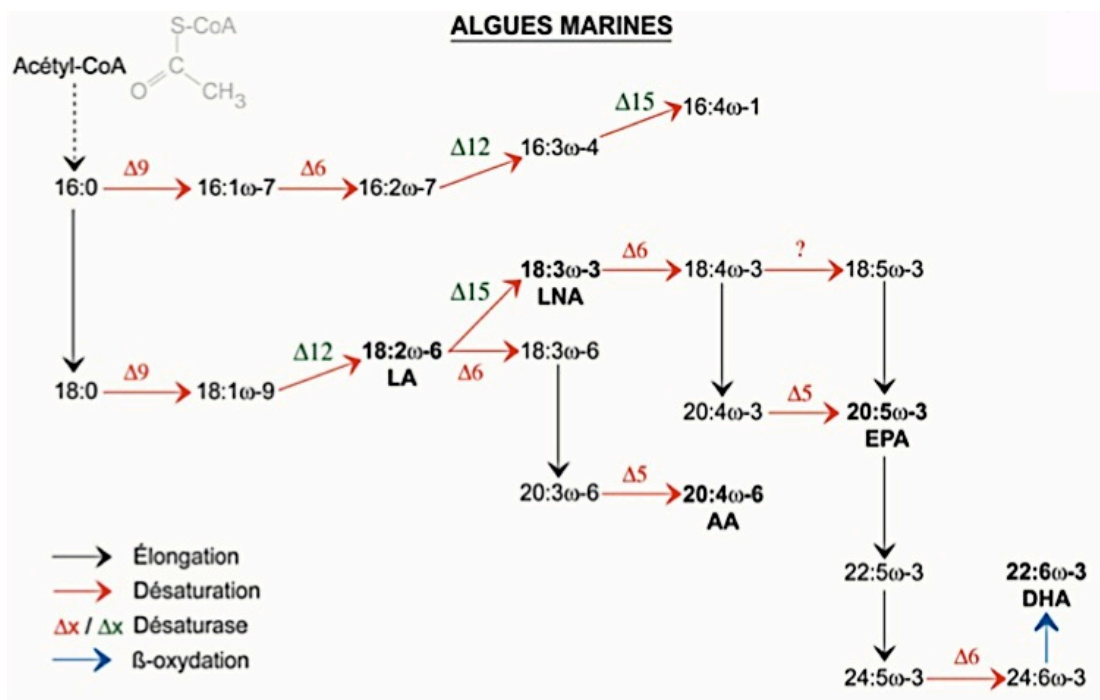 ALGUES MARINES
S-CoA
Acétyl-CoA
C
O
CH3
Δ15
16:4ω-1
Δ12
16:3ω-4
16:0
Δ9
16:1ω-7
Δ6
16:2ω-7
18:3ω-3
LNA
Δ6
18:4ω-3
?
18:5ω-3
Δ15
Δ12
18:2ω-6
LA
Δ6
18:3ω-6
18:0
Δ9
18:1ω-9
20:4ω-3
Δ5
20:5ω-3
EPA
20:3ω-6
Δ5
20:4ω-6
AA
Élongation
Désaturation
Δx / Δx Désaturase
ß-oxydation
22:5ω-3
22:6ω-3
DHA
24:5ω-3
Δ6
24:6ω-3